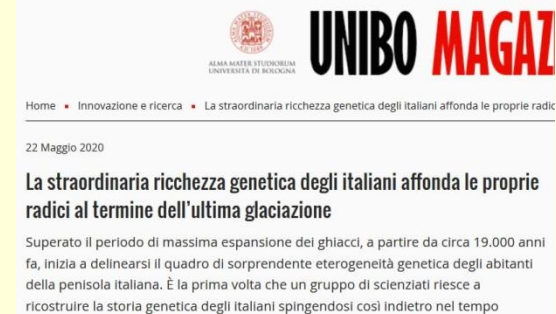 ALMA MATER STUDIORUM
UNIVERSITÀ DI BOLOGNA
UNIBO MAGAZ
Home • Innovazione e ricerca • La straordinaria ricchezza genetica degli italiani affonda le proprie radic
22 Maggio 2020
La straordinaria ricchezza genetica degli italiani affonda le proprie
radici al termine dell'ultima glaciazione
Superato il periodo di massima espansione dei ghiacci, a partire da circa 19.000 anni
fa, inizia a delinearsi il quadro di sorprendente eterogeneità genetica degli abitanti
della penisola italiana. È la prima volta che un gruppo di scienziati riesce a
ricostruire la storia genetica degli italiani spingendosi così indietro nel tempo